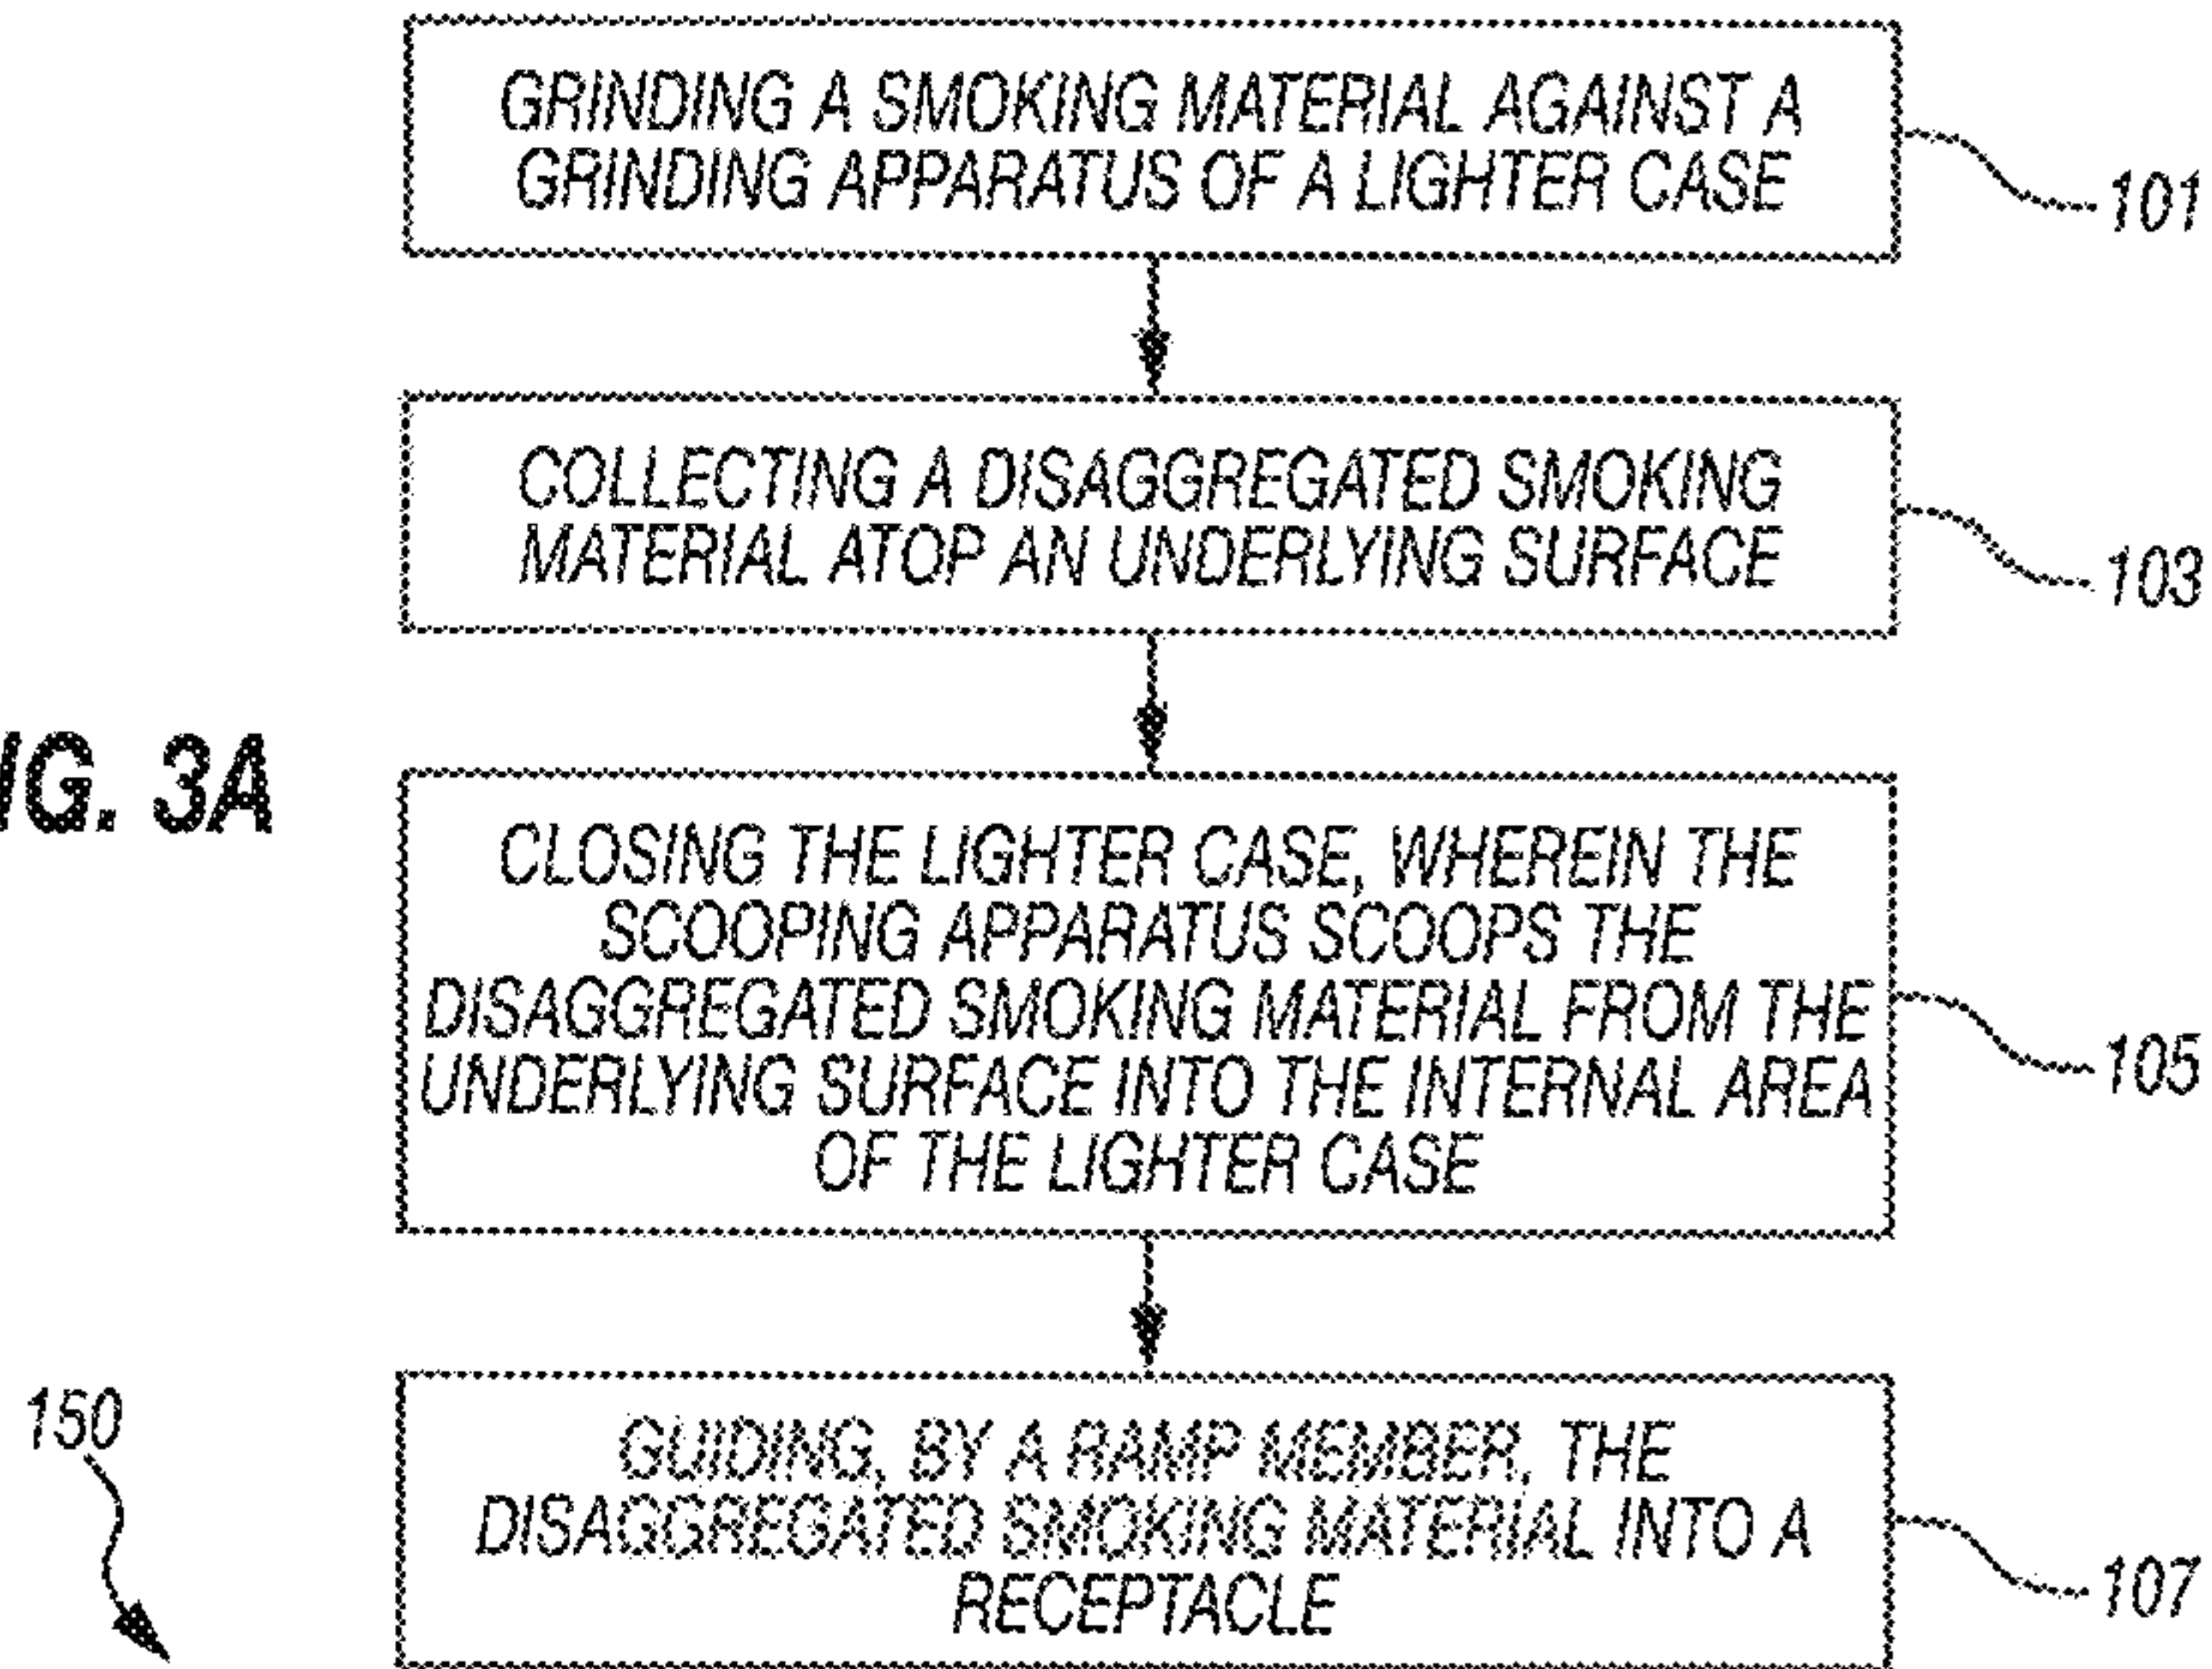 GRINDING A SMOKING MATERIAL AGAINST A
GRINDING APPARATUS OF A LIGHTER CASE
101
COLLECTING A DISAGGREGATED SMOKING
MATERIAL ATOP AN UNDERLYING SURFACE
103
IG. 3A
CLOSING THE LIGHTER CASE, WHEREIN THE
SCOOPING APPARATUS SCOOPS THE
DISAGGREGATED SMOKING MATERIAL FROM THE
UNDERLYING SURFACE INTO THE INTERNAL AREA
OF THE LIGHTER CASE
105
150
GUIDING, BY A RAMP MEMBER, THE
DISAGGREGATED SMOKING MATERIAL INTO A
RECEPTACLE
107